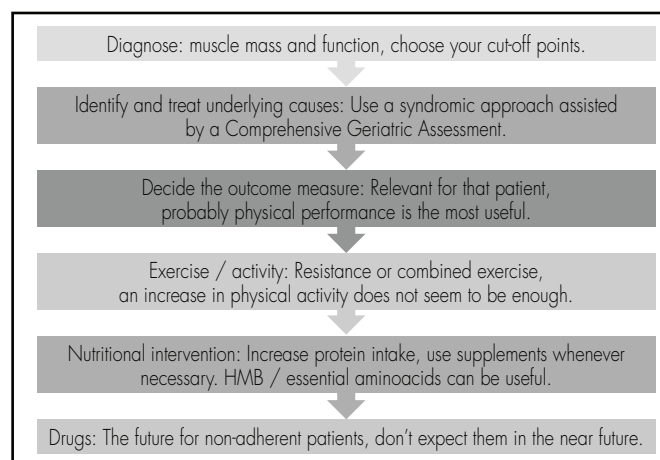 Diagnose: muscle mass and function, choose your cut-off points.
Identify and treat underlying causes: Use a syndromic approach assisted
by a Comprehensive Geriatric Assessment.
Decide the outcome measure: Relevant for that patient,
probably physical performance is the most useful.
Exercise / activity: Resistance or combined exercise,
an increase in physical activity does not seem to be enough.
Nutritional intervention: Increase protein intake, use supplements whenever
necessary. HMB / essential aminoacids can be useful.
Drugs: The future for non-adherent patients, don't expect them in the near future.